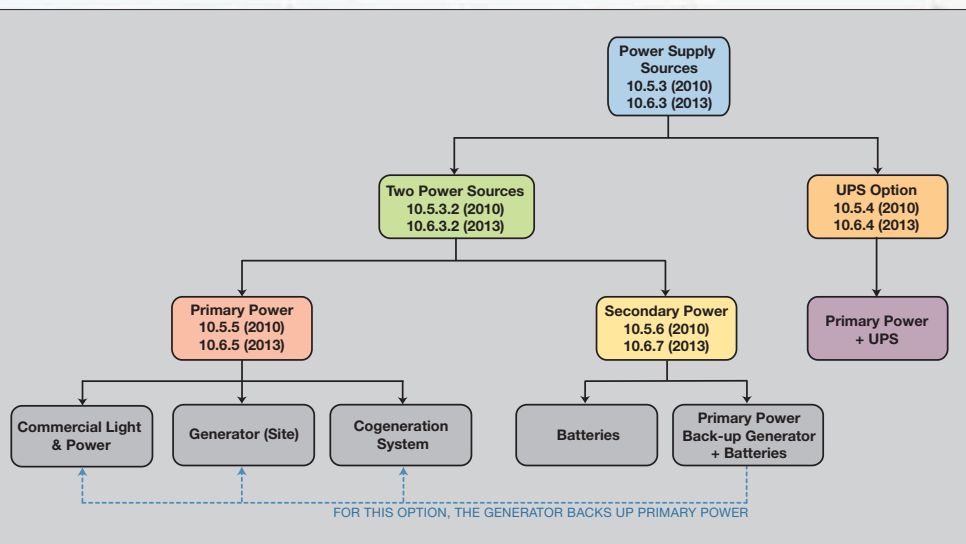 Power Supply
Sources
10.5.3 (2010)
10.6.3 (2013)
Two Power Sources
10.5.3.2 (2010)
10.6.3.2 (2013)
UPS Option
10.5.4 (2010)
10.6.4 (2013)
Primary Power
10.5.5 (2010)
10.6.5 (2013)
Secondary Power
10.5.6 (2010)
10.6.7 (2013)
Primary Power
+ UPS
Commercial Light
& Power
Generator (Site)
Cogeneration
System
Batteries
Primary Power
Back-up Generator
+ Batteries
FOR THIS OPTION, THE GENERATOR BACKS UP PRIMARY POWER